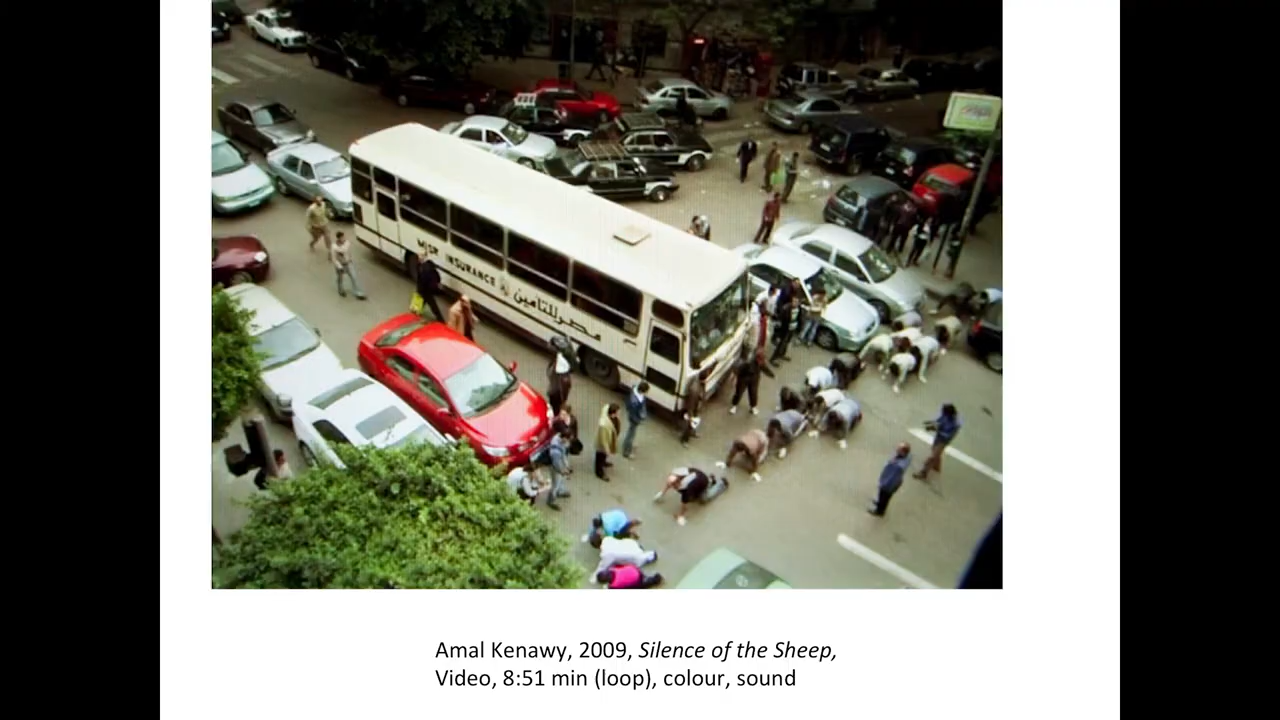 MISR INSURANCE مصر للتأمين
Amal Kenawy, 2009, Silence of the Sheep,
Video, 8:51 min (loop), colour, sound